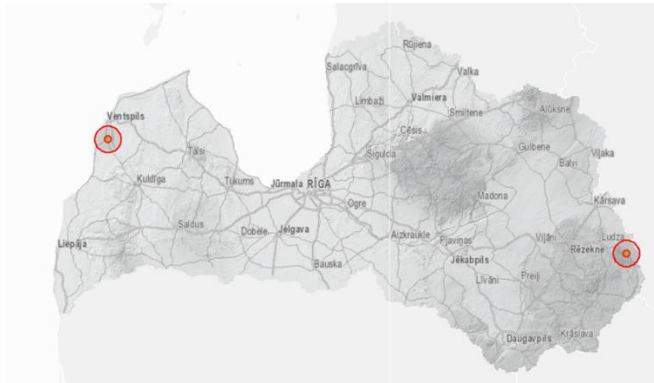 Rūjiena
Salacgrīva
Valka
Limbaži
Valmiera
Smiltene
Alūksne
Ventspils
Cēsis
Sigulda
Gulbene
Viļaka
Talsi
Balvi
Kuldīga
Tukums
Jūrmala
RĪGA
Ogre
Madona
Kārsava
Saldus
Dobele
Jelgava
Aizkraukle
Pļaviņas
Viļāni
Ludza
Liepāja
Rēzekne
Bauska
Jēkabpils
Līvāni
Preiļi
Daugavpils
Krāslava